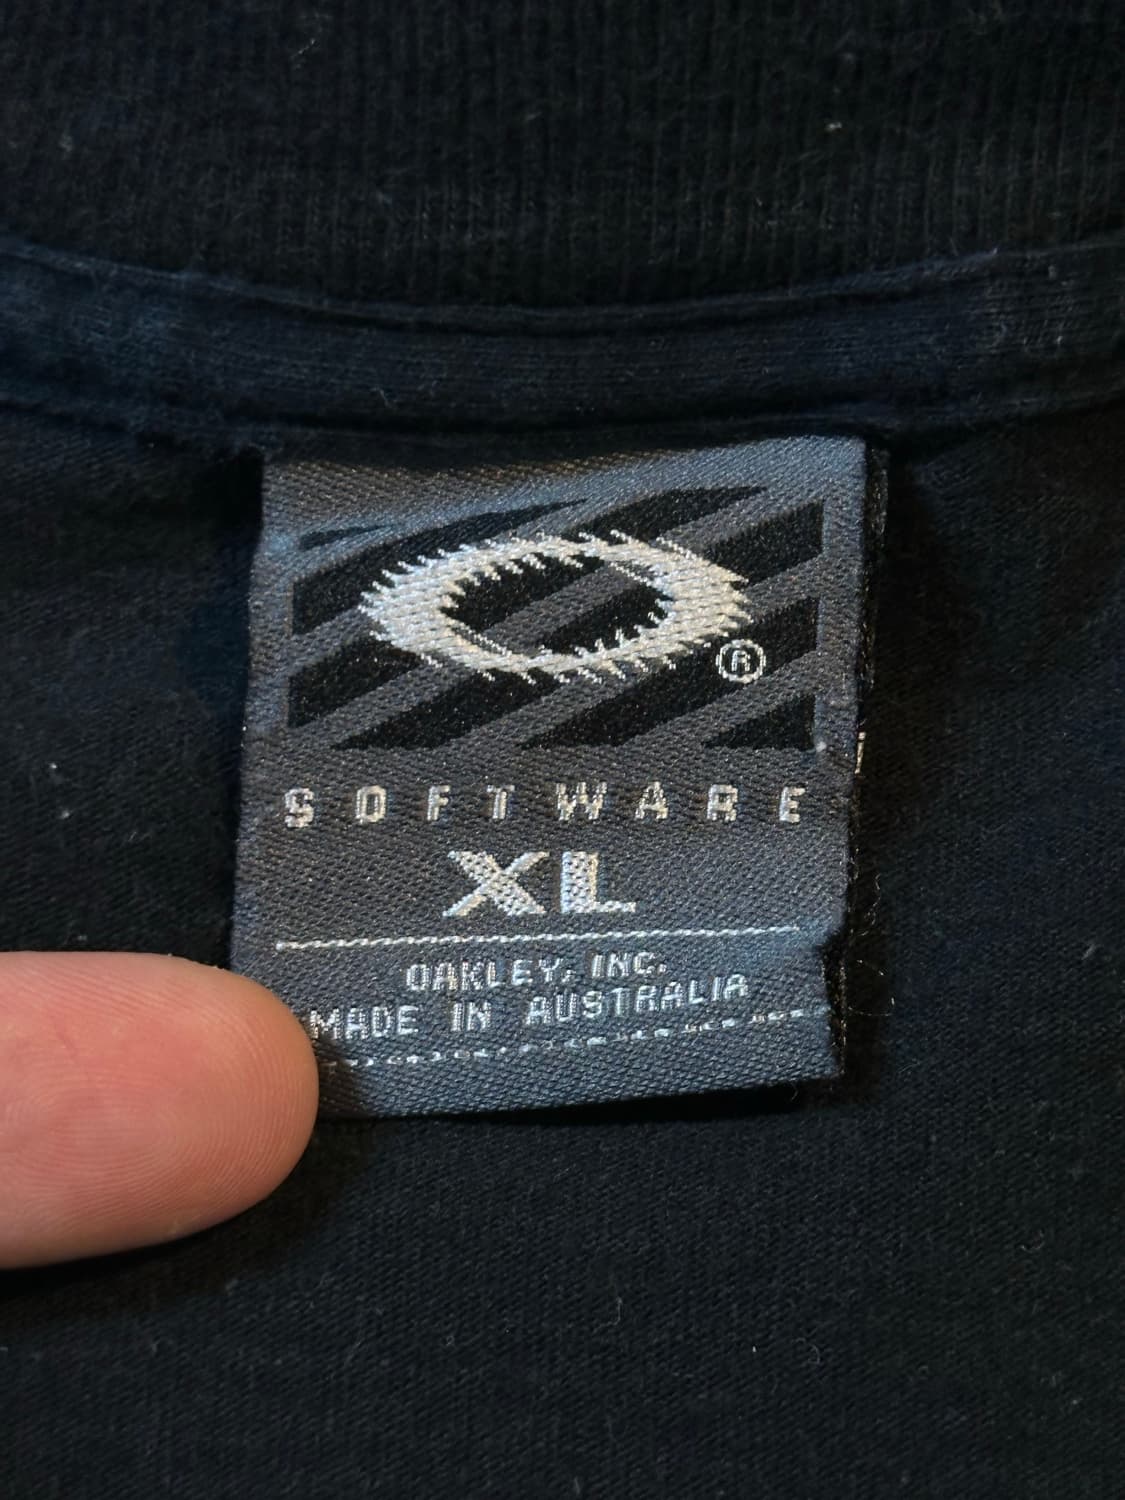 ®
SOFTWARE
XL
OAKLEY, INC.
MADE IN AUSTRALIA